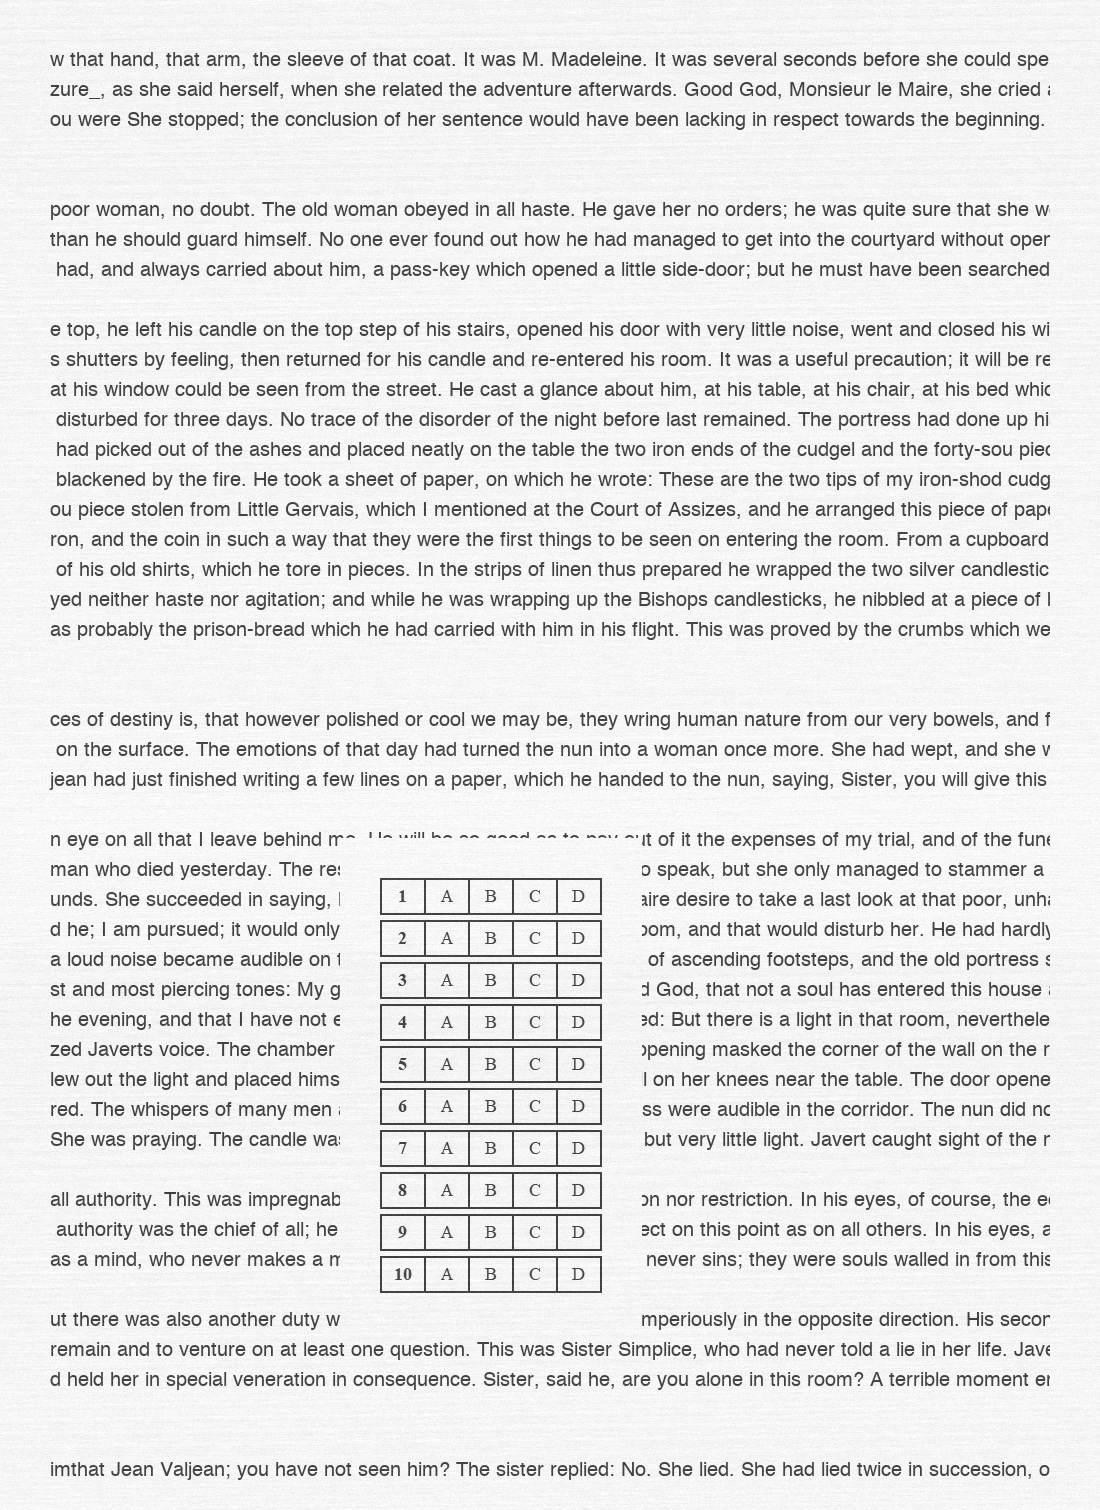 w that hand, that arm, the sleeve of that coat. It was M. Madeleine. It was several seconds before she could spe
zure_, as she said herself, when she related the adventure afterwards. Good God, Monsieur le Maire, she cried
ou were She stopped; the conclusion of her sentence would have been lacking in respect towards the beginning.
poor woman, no doubt. The old woman obeyed in all haste. He gave her no orders; he was quite sure that she
than he should guard himself. No one ever found out how he had managed to get into the courtyard without oper
had, and always carried about him, a pass-key which opened a little side-door; but he must have been searched
e top, he left his candle on the top step of his stairs, opened his door with very little noise, went and closed his wi
s shutters by feeling, then returned for his candle and re-entered his room. It was a useful precaution; it will be re
at his window could be seen from the street. He cast a glance about him, at his table, at his chair, at his bed whic
disturbed for three days. No trace of the disorder of the night before last remained. The portress had done up hi
had picked out of the ashes and placed neatly on the table the two iron ends of the cudgel and the forty-sou piec
blackened by the fire. He took a sheet of paper, on which he wrote: These are the two tips of my iron-shod cudg
ou piece stolen from Little Gervais, which I mentioned at the Court of Assizes, and he arranged this piece of pape
ron, and the coin in such a way that they were the first things to be seen on entering the room. From a cupboard
of his old shirts, which he tore in pieces. In the strips of linen thus prepared he wrapped the two silver candlestic
yed neither haste nor agitation; and while he was wrapping up the Bishops candlesticks, he nibbled at a piece of
as probably the prison-bread which he had carried with him in his flight. This was proved by the crumbs which we
ces of destiny is, that however polished or cool we may be, they wring human nature from our very bowels, and f
on the surface. The emotions of that day had turned the nun into a woman once more. She had wept, and she
jean had just finished writing a few lines on a paper, which he handed to the nun, saying, Sister, you will give this
n eye on all that I leave behind me. He will be so good as to pay out of it the expenses of my trial, and of the fune
man who died yesterday. The res o speak, but she only managed to stammer a
unds. She succeeded in saying, aire desire to take a last look at that poor, unha
d he; I am pursued; it would only oom, and that would disturb her. He had hardly
a loud noise became audible on of ascending footsteps, and the old portress s
st and most piercing tones: My g d God, that not a soul has entered this house
he evening, and that I have not e ed: But there is a light in that room, neverthele
zed Javerts voice. The chamber opening masked the corner of the wall on the
lew out the light and placed hims l on her knees near the table. The door opene
red. The whispers of many men ss were audible in the corridor. The nun did no
She was praying. The candle was but very little light. Javert caught sight of the
all authority. This was impregnab on nor restriction. In his eyes, of course, the e
authority was the chief of all; he ect on this point as on all others. In his eyes, a
as a mind, who never makes a m never sins; they were souls walled in from this
ut there was also another duty w mperiously in the opposite direction. His secon
remain and to venture on at least one question. This was Sister Simplice, who had never told a lie in her life. Jave
d held her in special veneration in consequence. Sister, said he, are you alone in this room? A terrible moment
imthat Jean Valjean; you have not seen him? The sister replied: No. She lied. She had lied twice in succession, o
1 A B C D
2 A B C D
3 A B C D
4 A B C D
5 A B C D
6 A B C D
7 A B C D
8 A B C D
9 A B C D
10 A B C D